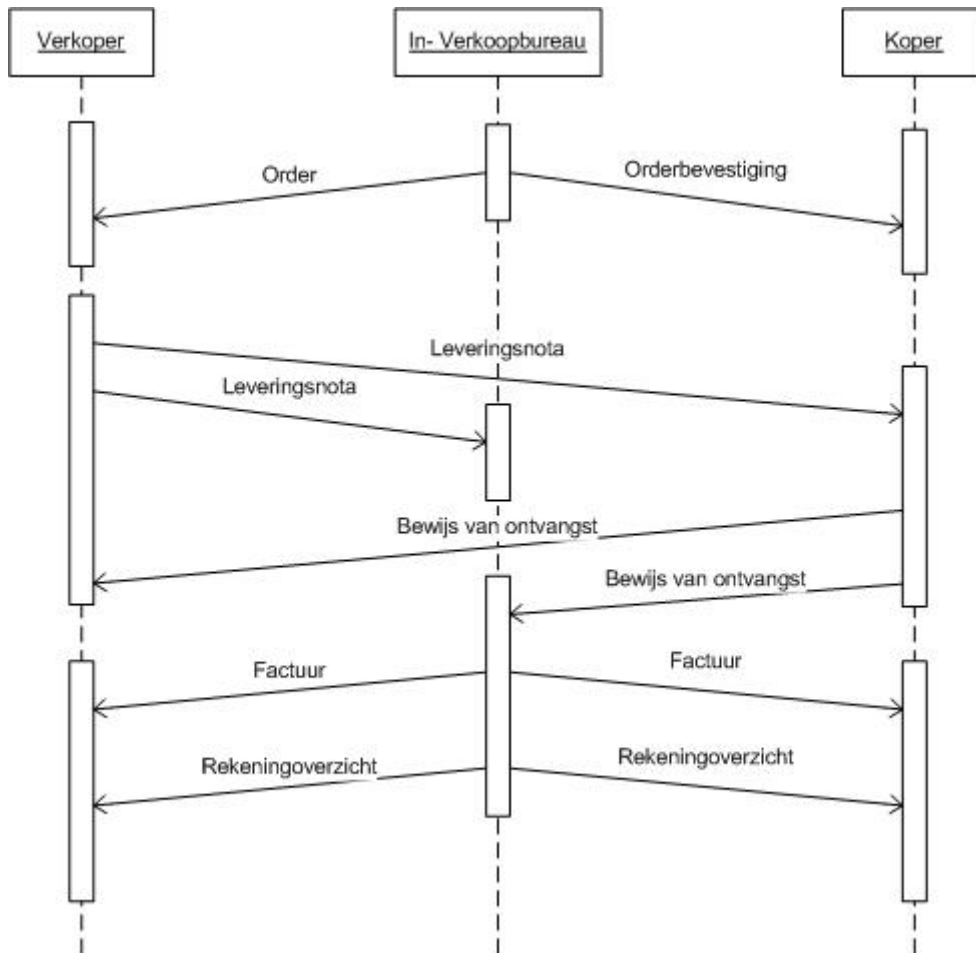 Verkoper
In- Verkoopbureau
Koper
Order
Orderbevestiging
Leveringsnota
Leveringsnota
Bewijs van ontvangst
Bewijs van ontvangst
Factuur
Factuur
Rekeningoverzicht
Rekeningoverzicht